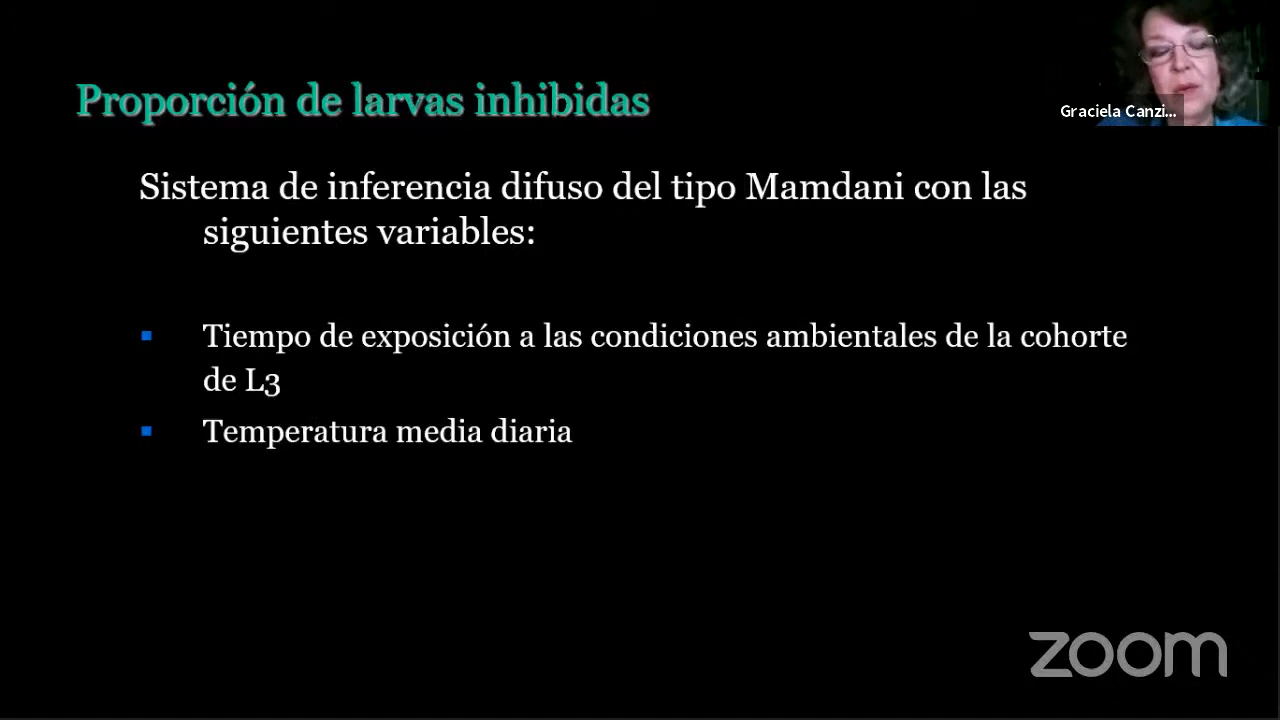 Proporción de larvas inhibidas
Graciela Canzi...
Sistema de inferencia difuso del tipo Mamdani con las
siguientes variables:
Tiempo de exposición a las condiciones ambientales de la cohorte
de L3
Temperatura media diaria
zoom